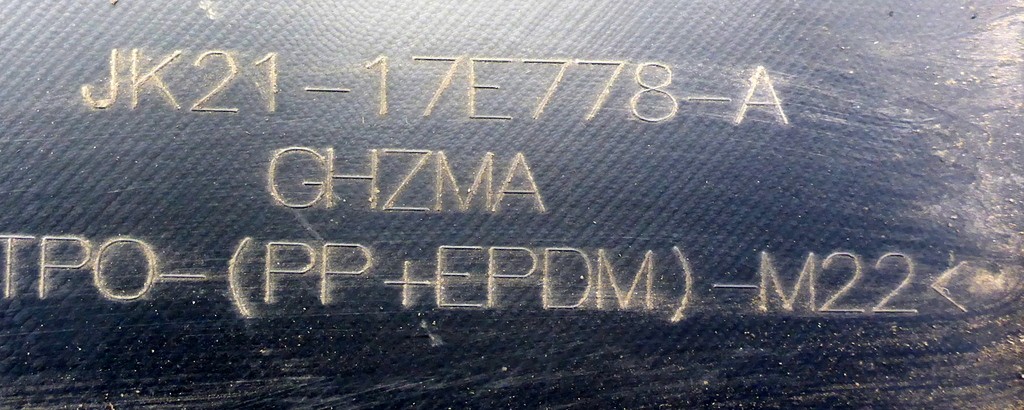 JK21-17E778-A
GHZMA
TPO-(PP+EPDM)-M22<